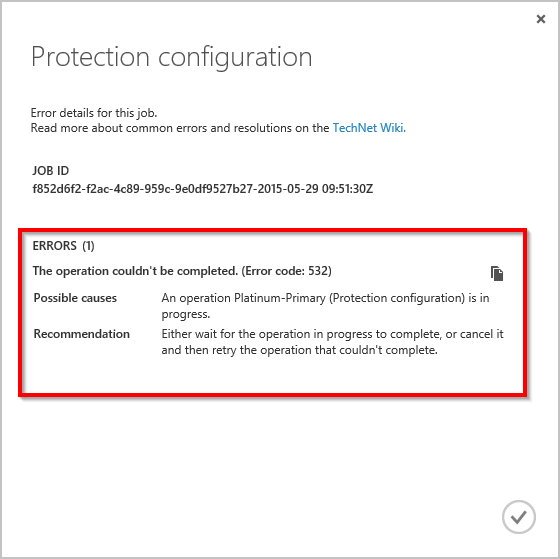 Protection configuration
Error details for this job.
Read more about common errors and resolutions on the TechNet Wiki.
JOB ID
f852d6f2-f2ac-4c89-959c-9e0df9527b27-2015-05-29 09:51:30Z
ERRORS (1)
The operation couldn't be completed. (Error code: 532)
Possible causes An operation Platinum-Primary (Protection configuration) is in
progress.
Recommendation Either wait for the operation in progress to complete, or cancel it
and then retry the operation that couldn't complete.